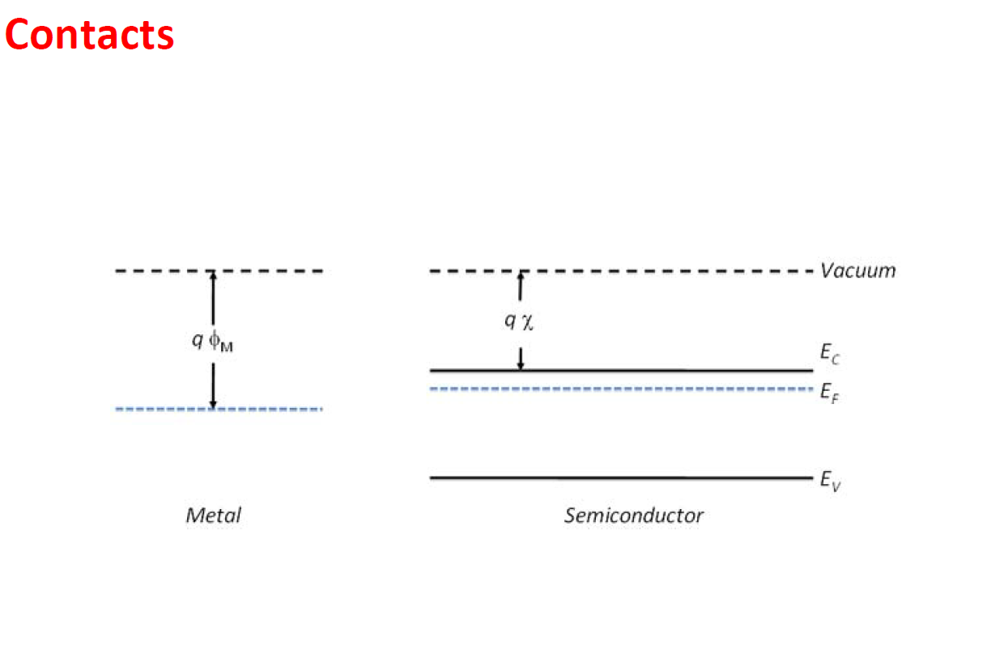 Contacts
Vacuum
q χ
q ϕM
EC
EF
EV
Metal
Semiconductor